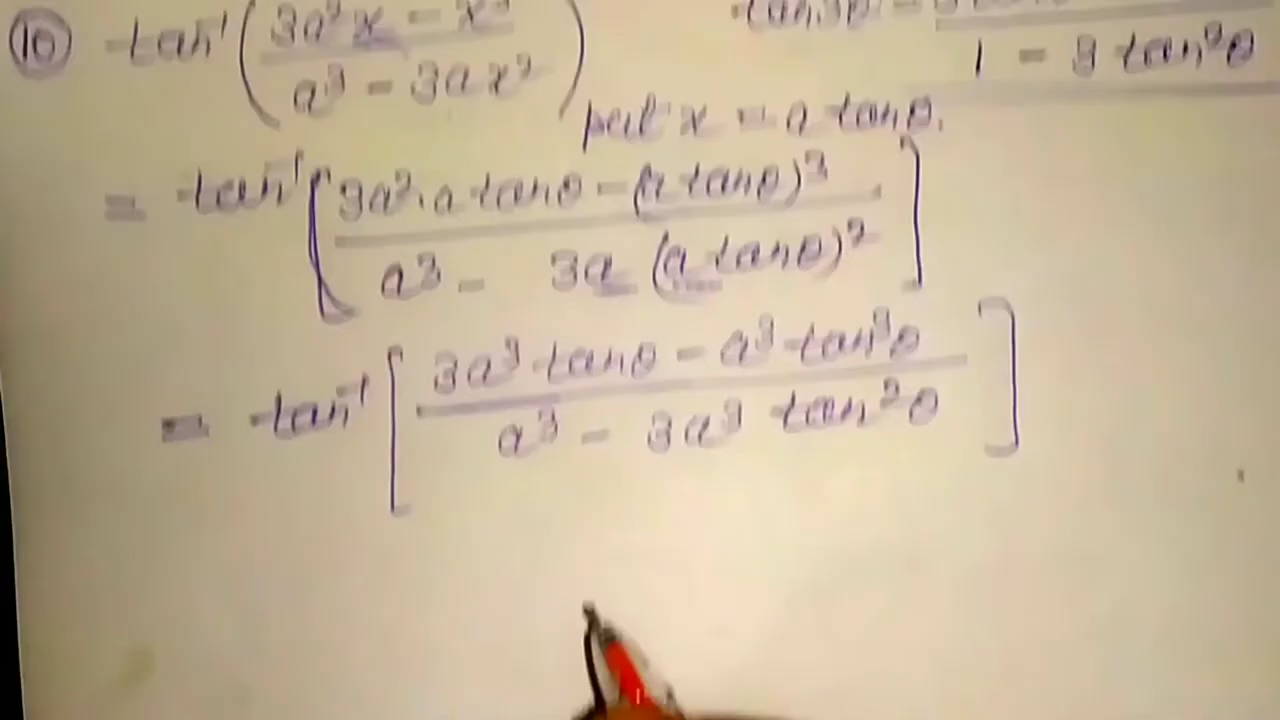 ⑩ tan⁻¹(3a²x − x³ / a³ − 3ax²) tan3θ =
1 − 3 tan²θ
put x = a tanθ.
= tan⁻¹[3a²·a tanθ − (a tanθ)³ / a³ − 3a (a tanθ)²]
= tan⁻¹[3a³ tanθ − a³ tan³θ / a³ − 3a³ tan²θ]